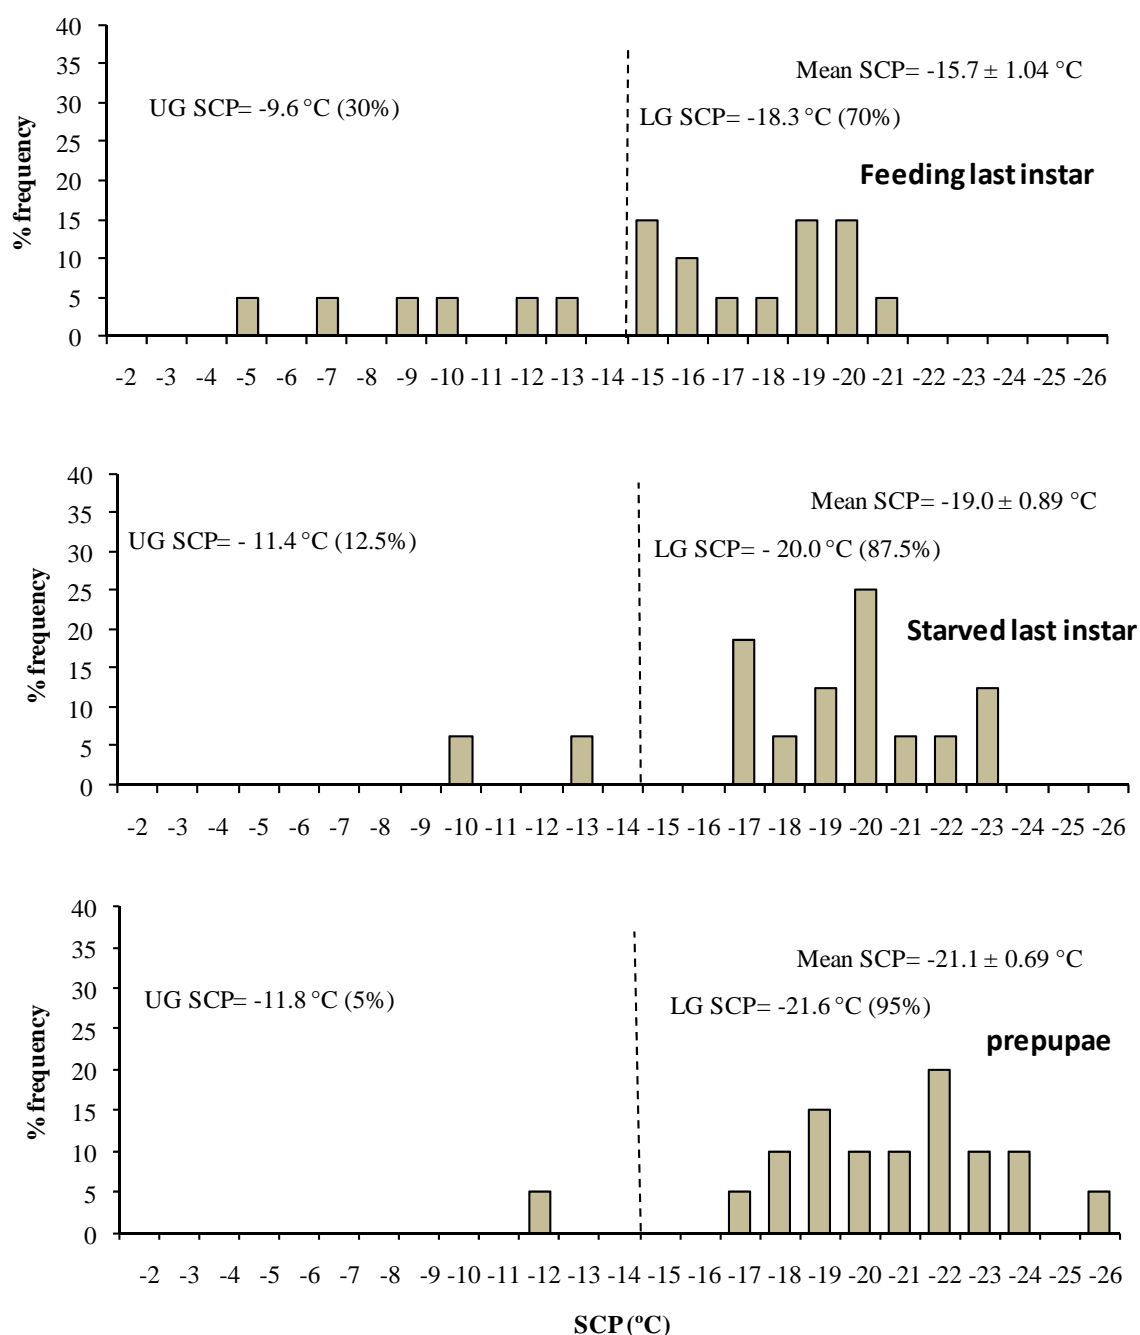 40
Mean SCP= -15.7 ± 1.04 °C
35
UG SCP= -9.6 °C (30%)
LG SCP= -18.3 °C (70%)
30
25
Feeding last instar
20
15
10
5
0
% frequency
-2 -3 -4 -5 -6 -7 -8 -9 -10 -11 -12 -13 -14 -15 -16 -17 -18 -19 -20 -21 -22 -23 -24 -25 -26
40
Mean SCP= -19.0 ± 0.89 °C
35
UG SCP= - 11.4 °C (12.5%)
LG SCP= - 20.0 °C (87.5%)
30
25
Starved last instar
20
15
10
5
0
% frequency
-2 -3 -4 -5 -6 -7 -8 -9 -10 -11 -12 -13 -14 -15 -16 -17 -18 -19 -20 -21 -22 -23 -24 -25 -26
40
35
Mean SCP= -21.1 ± 0.69 °C
30
UG SCP= -11.8 °C (5%)
LG SCP= -21.6 °C (95%)
25
prepupae
20
15
10
5
0
% frequency
-2 -3 -4 -5 -6 -7 -8 -9 -10 -11 -12 -13 -14 -15 -16 -17 -18 -19 -20 -21 -22 -23 -24 -25 -26
SCP (ºC)